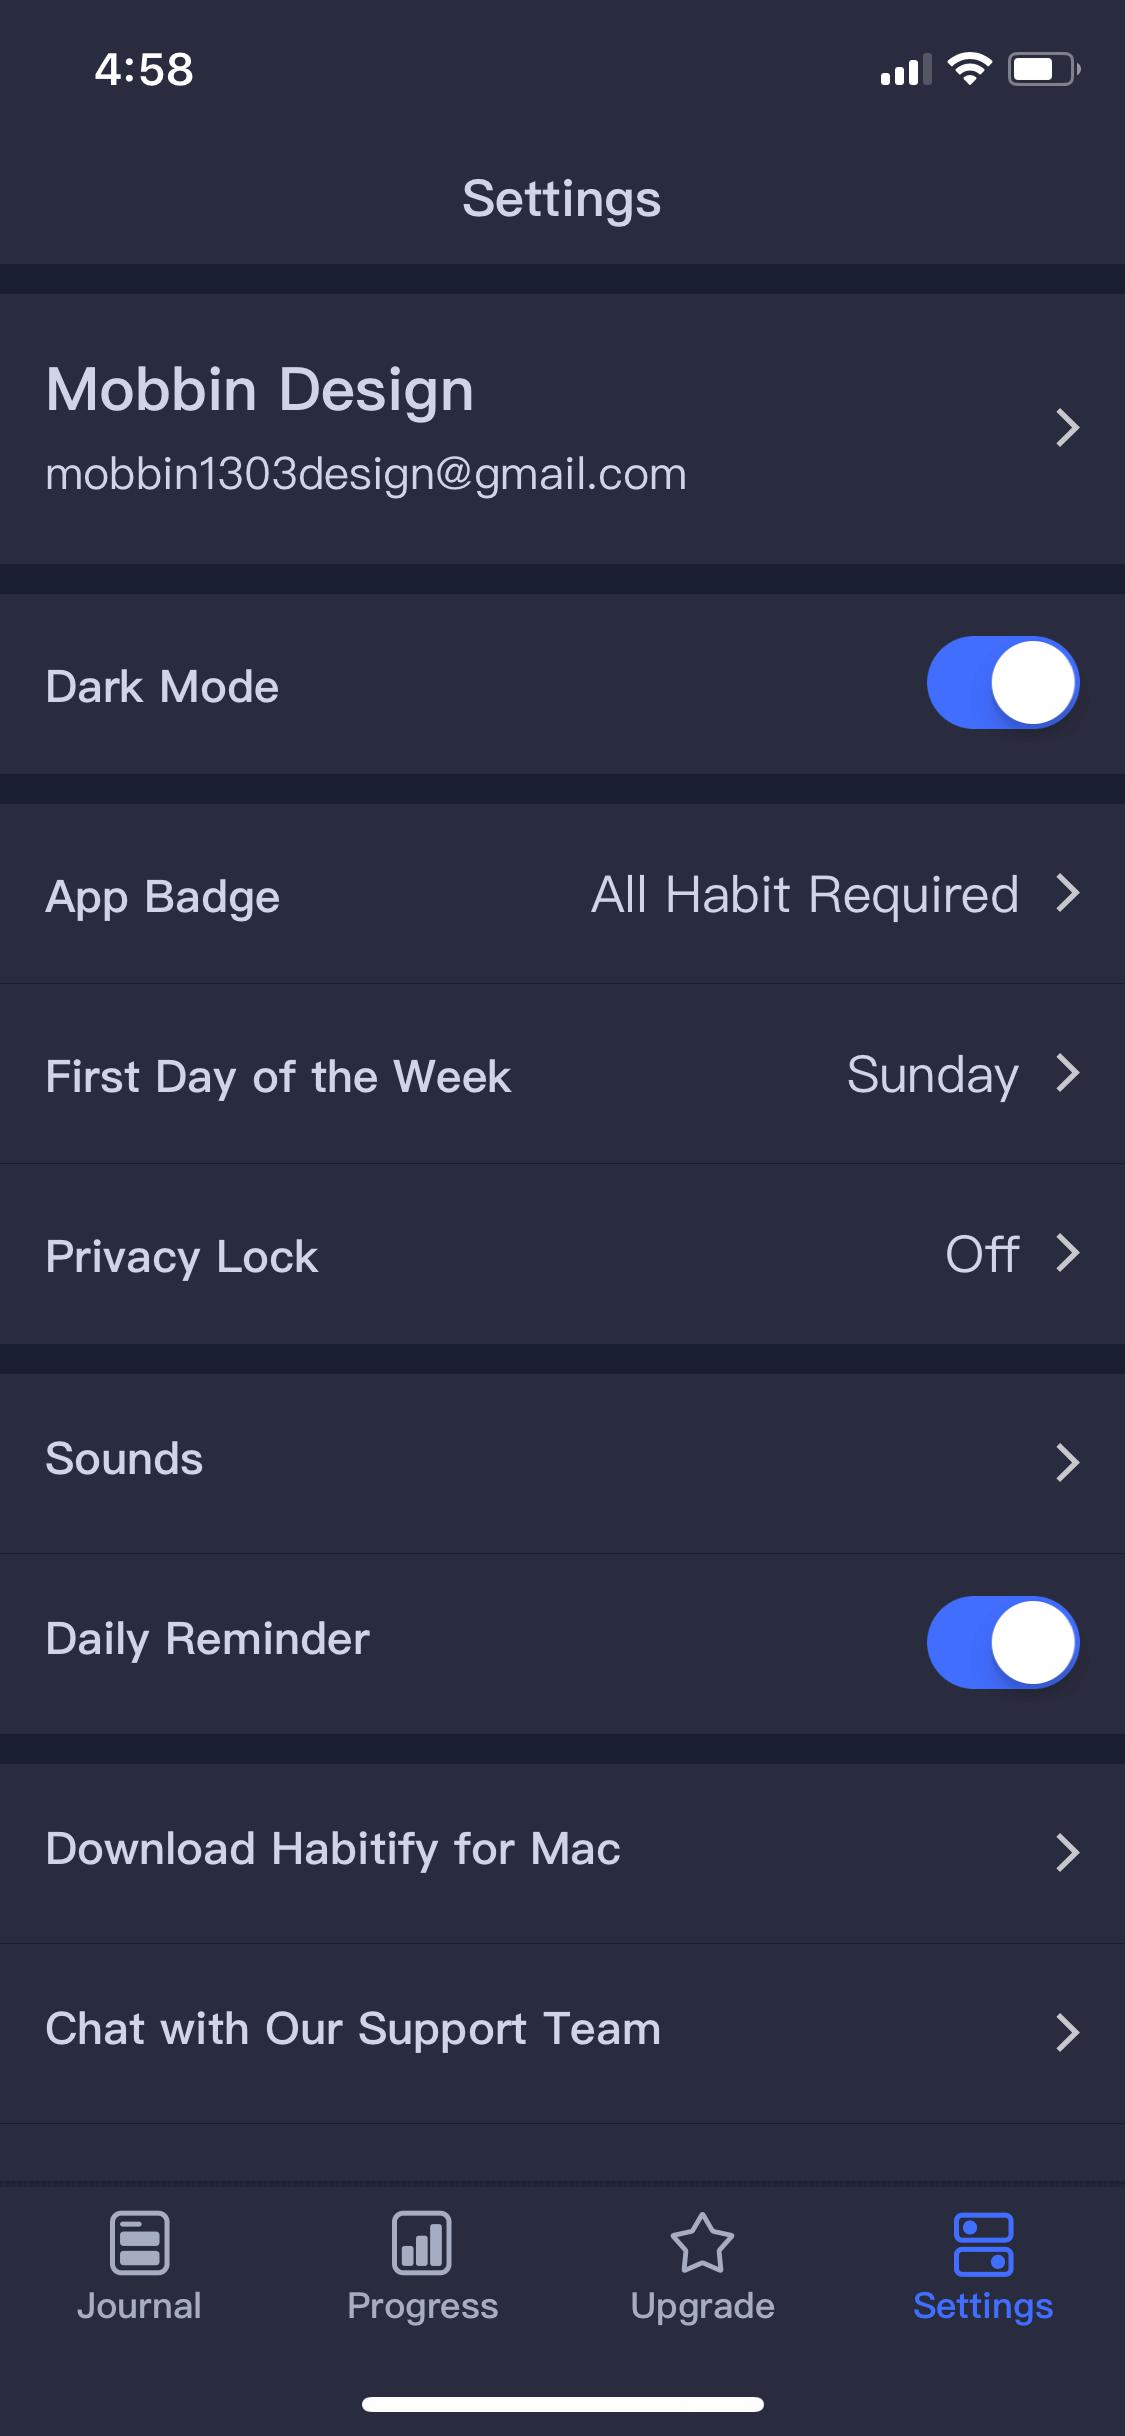 4:58
Settings
Mobbin Design
mobbin1303design@gmail.com
Dark Mode
App Badge All Habit Required
First Day of the Week Sunday
Privacy Lock Off
Sounds
Daily Reminder
Download Habitify for Mac
Chat with Our Support Team
Journal Progress Upgrade Settings